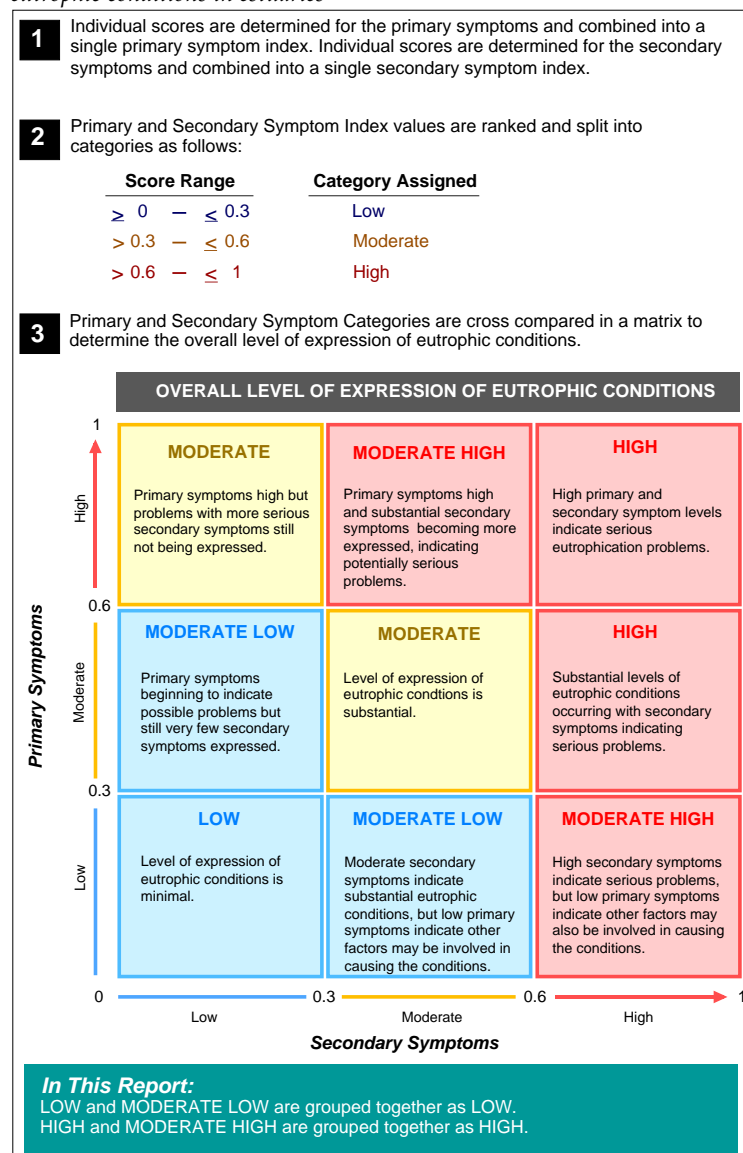 1
Individual scores are determined for the primary symptoms and combined into a
single primary symptom index. Individual scores are determined for the secondary
symptoms and combined into a single secondary symptom index.
2
Primary and Secondary Symptom Index values are ranked and split into
categories as follows:
Score Range Category Assigned
≥ 0 – ≤ 0.3 Low
> 0.3 – ≤ 0.6 Moderate
> 0.6 – ≤ 1 High
3
Primary and Secondary Symptom Categories are cross compared in a matrix to
determine the overall level of expression of eutrophic conditions.
OVERALL LEVEL OF EXPRESSION OF EUTROPHIC CONDITIONS
Primary Symptoms
1
High
0.6
Moderate
0.3
Low
MODERATE
Primary symptoms high but
problems with more serious
secondary symptoms still
not being expressed.
MODERATE HIGH
Primary symptoms high
and substantial secondary
symptoms becoming more
expressed, indicating
potentially serious
problems.
HIGH
High primary and
secondary symptom levels
indicate serious
eutrophication problems.
MODERATE LOW
Primary symptoms
beginning to indicate
possible problems but
still very few secondary
symptoms expressed.
MODERATE
Level of expression of
eutrophic condtions is
substantial.
HIGH
Substantial levels of
eutrophic conditions
occurring with secondary
symptoms indicating
serious problems.
LOW
Level of expression of
eutrophic conditions is
minimal.
MODERATE LOW
Moderate secondary
symptoms indicate
substantial eutrophic
conditions, but low primary
symptoms indicate other
factors may be involved in
causing the conditions.
MODERATE HIGH
High secondary symptoms
indicate serious problems,
but low primary symptoms
indicate other factors may
also be involved in causing
the conditions.
0 0.3 0.6 1
Low Moderate High
Secondary Symptoms
In This Report:
LOW and MODERATE LOW are grouped together as LOW.
HIGH and MODERATE HIGH are grouped together as HIGH.